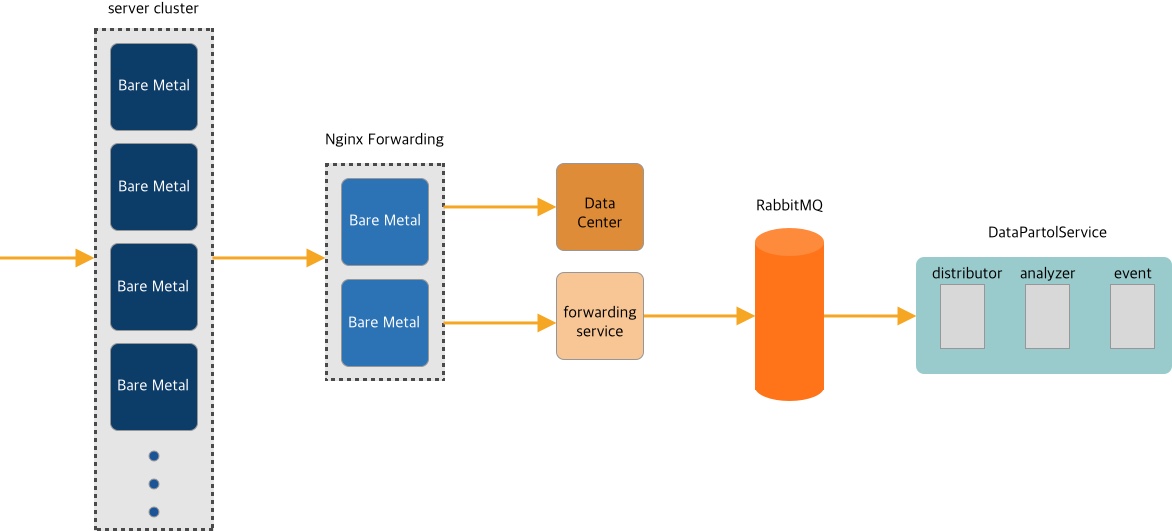 server cluster
Bare Metal
Bare Metal
Bare Metal
Bare Metal
Nginx Forwarding
Bare Metal
Bare Metal
Data
Center
forwarding
service
RabbitMQ
DataPartolService
distributor analyzer event